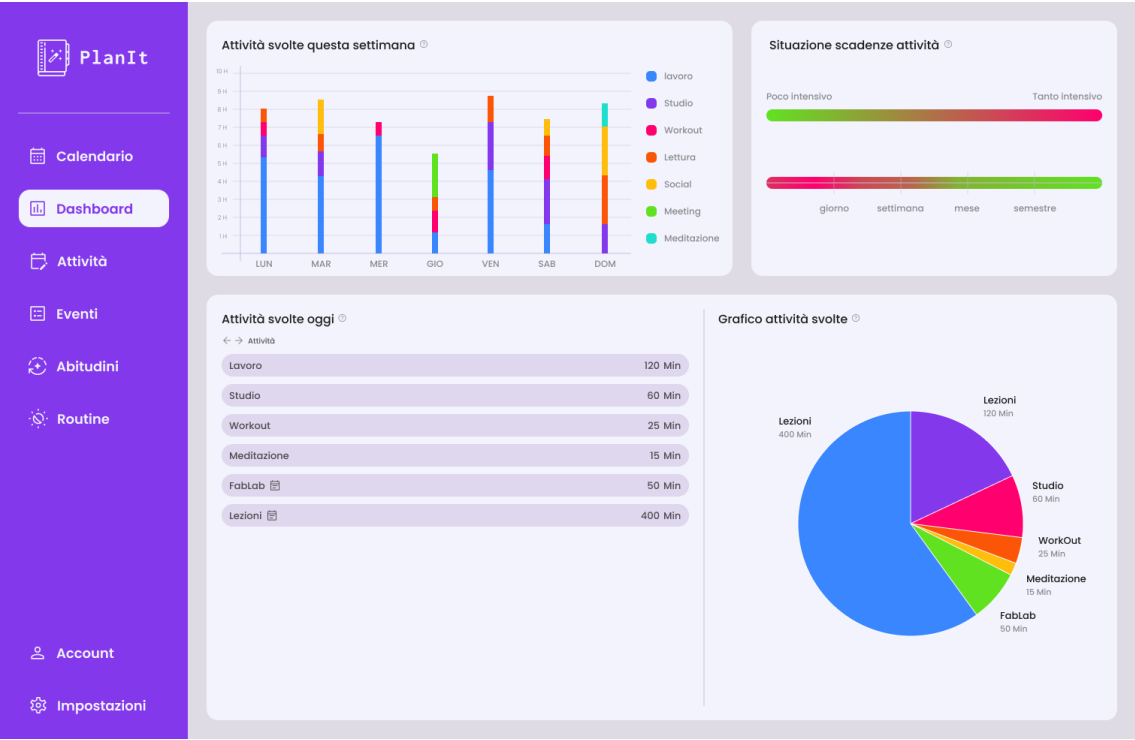 PlanIt
Calendario
Dashboard
Attività
Eventi
Abitudini
Routine
Account
Impostazioni
Attività svolte questa settimana ?
10 H
9 H
8 H
7 H
6 H
5 H
4 H
3 H
2 H
1 H
LUN MAR MER GIO VEN SAB DOM
lavoro
Studio
Workout
Lettura
Social
Meeting
Meditazione
Situazione scadenze attività ?
Poco intensivo Tanto intensivo
giorno settimana mese semestre
Attività svolte oggi ?
← → Attività
Lavoro 120 Min
Studio 60 Min
Workout 25 Min
Meditazione 15 Min
FabLab 50 Min
Lezioni 400 Min
Grafico attività svolte ?
Lezioni
120 Min
Lezioni
400 Min
Studio
60 Min
WorkOut
25 Min
Meditazione
15 Min
FabLab
50 Min